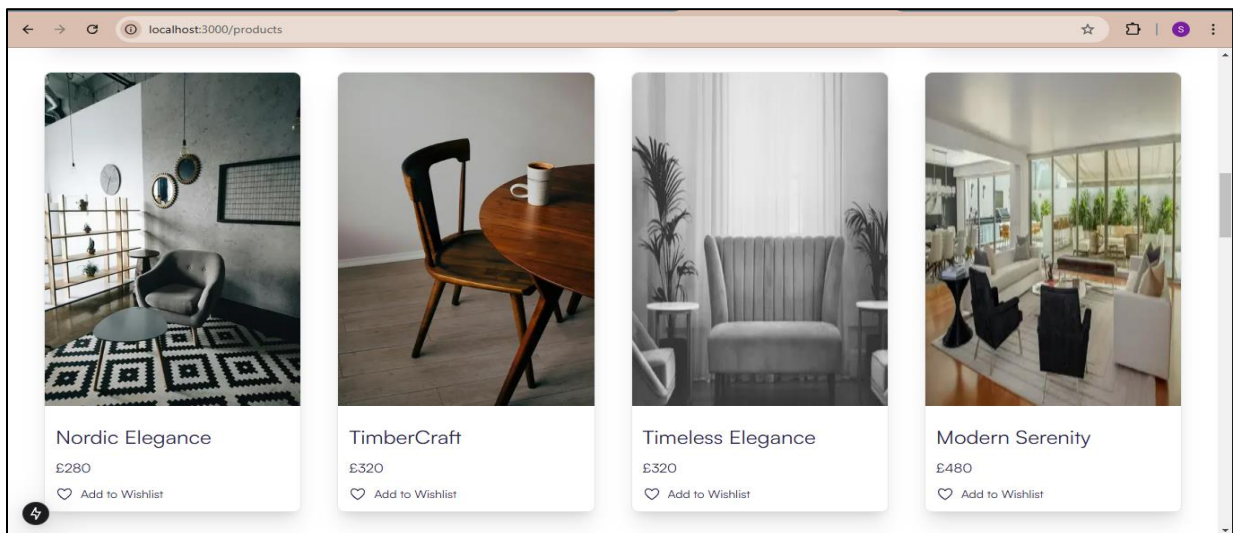 localhost:3000/products
S
Nordic Elegance
£280
Add to Wishlist
TimberCraft
£320
Add to Wishlist
Timeless Elegance
£320
Add to Wishlist
Modern Serenity
£480
Add to Wishlist